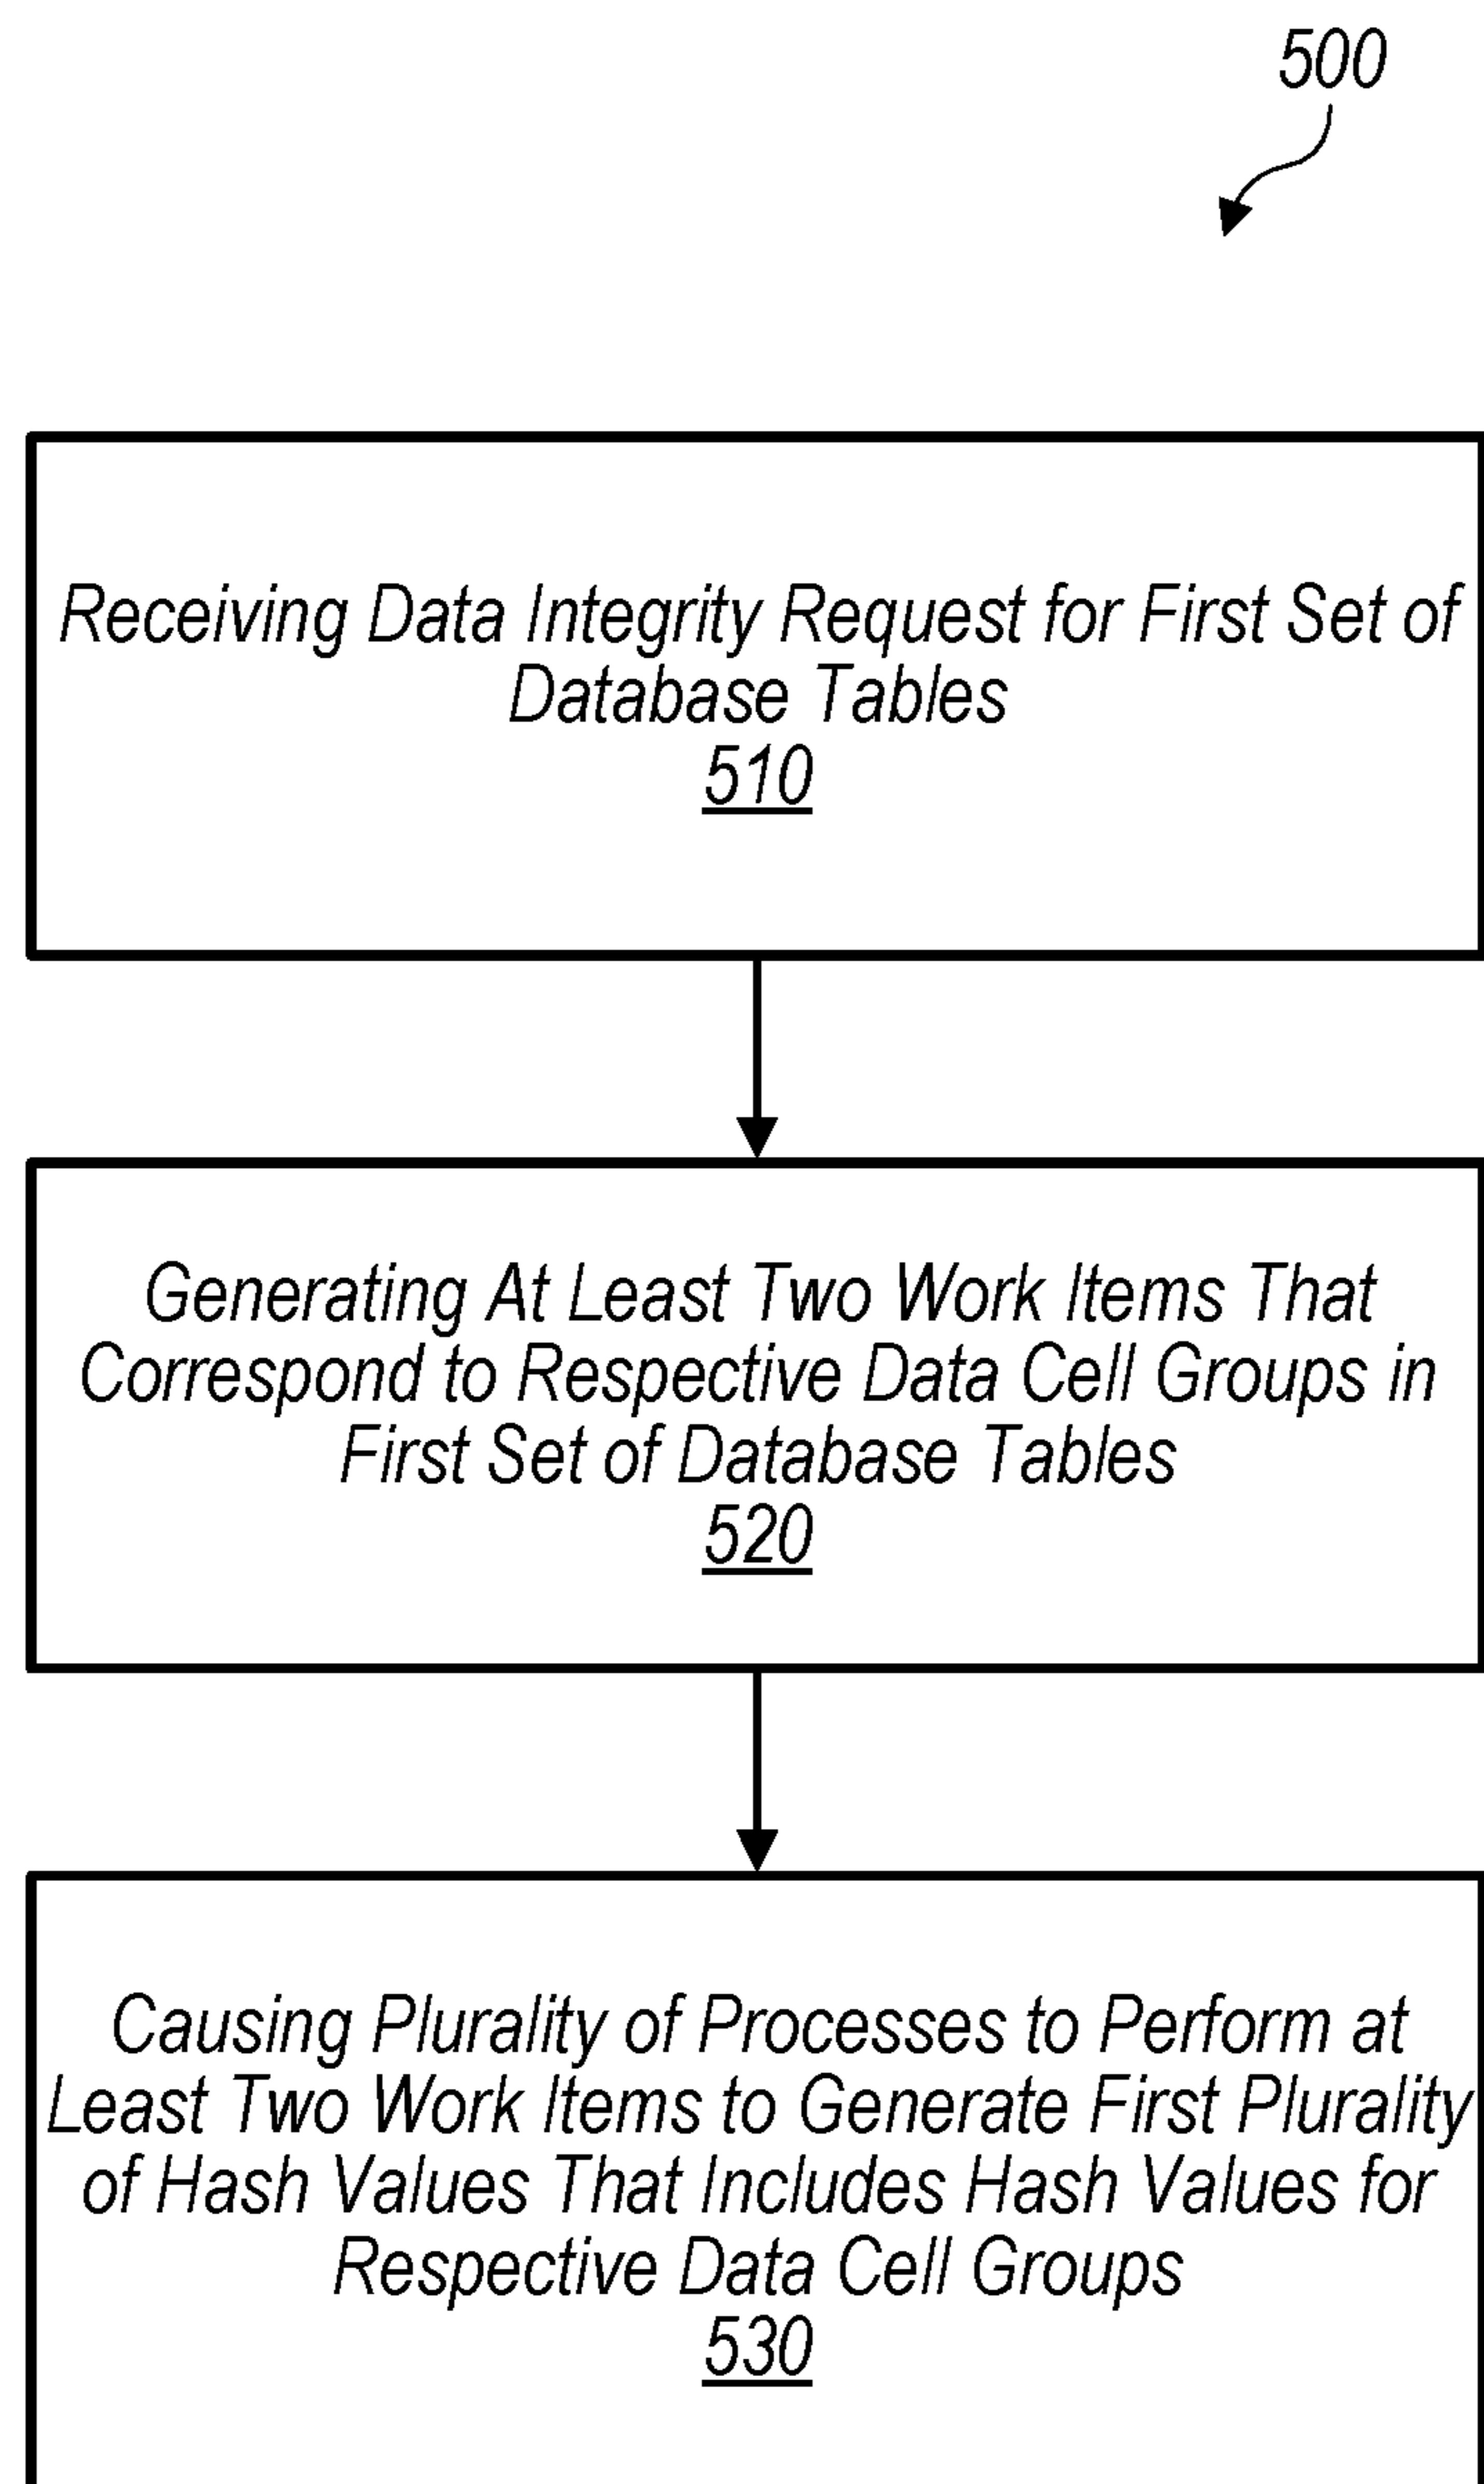 500
Receiving Data Integrity Request for First Set of
Database Tables
510
Generating At Least Two Work Items That
Correspond to Respective Data Cell Groups in
First Set of Database Tables
520
Causing Plurality of Processes to Perform at
Least Two Work Items to Generate First Plurality
of Hash Values That Includes Hash Values for
Respective Data Cell Groups
530